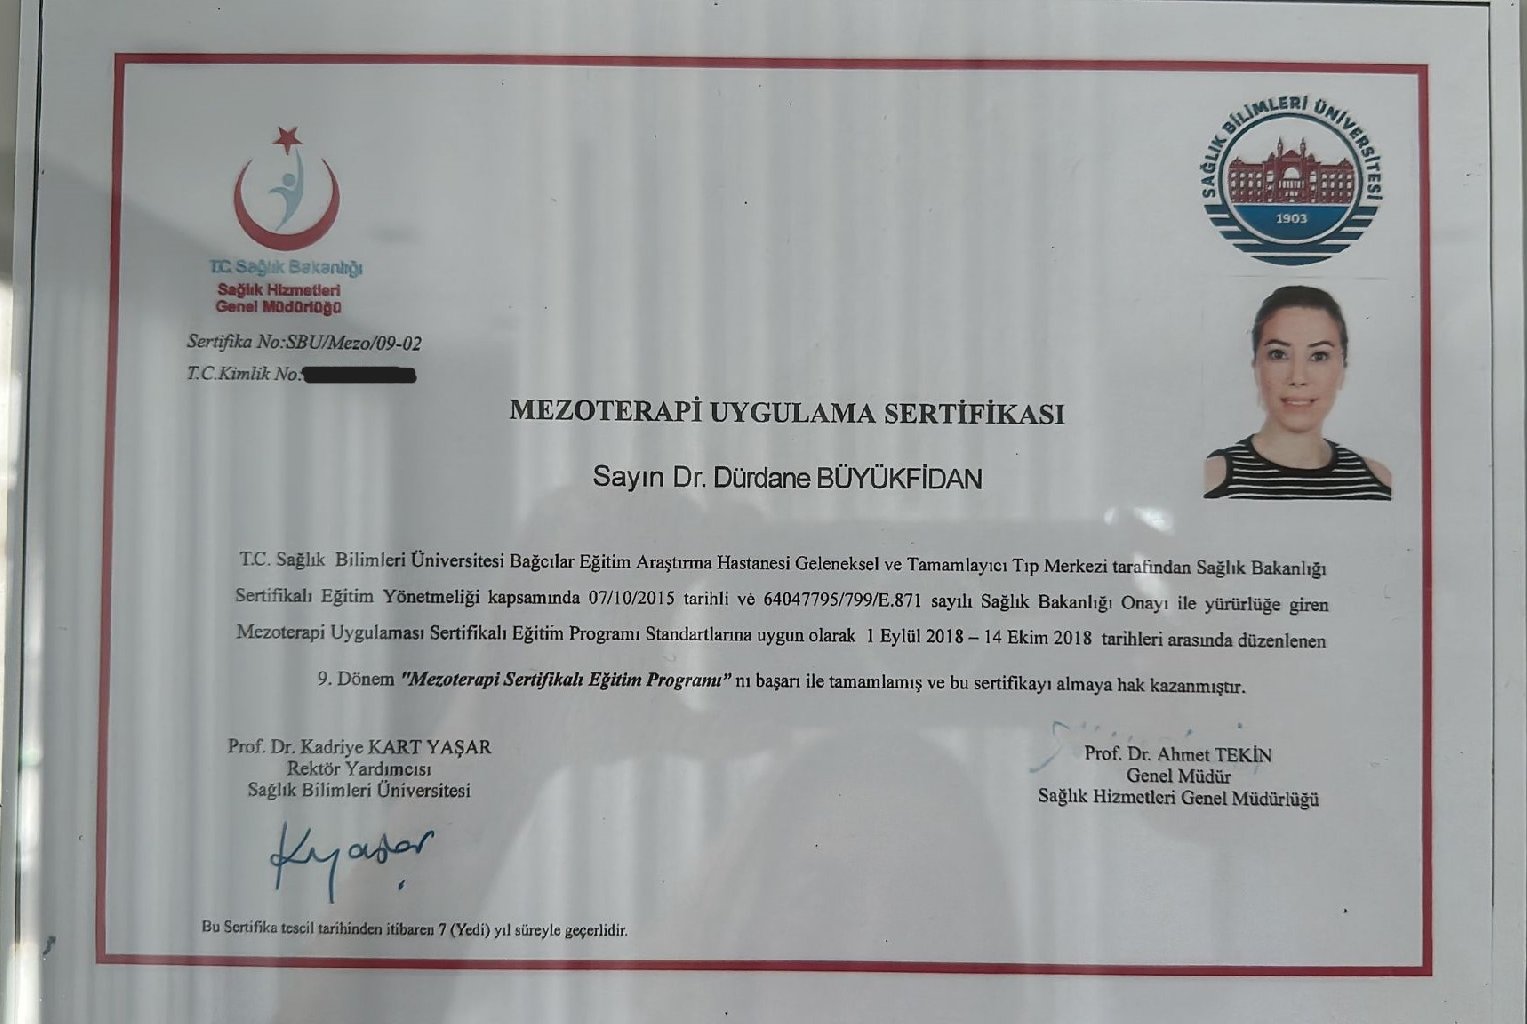 SAĞLIK BİLİMLERİ ÜNİVERSİTESİ
1903
T.C. Sağlık Bakanlığı
Sağlık Hizmetleri
Genel Müdürlüğü
Sertifika No:SBU/Mezo/09-02
T.C.Kimlik No:
MEZOTERAPİ UYGULAMA SERTİFİKASI
Sayın Dr. Dürdane BÜYÜKFİDAN
T.C. Sağlık Bilimleri Üniversitesi Bağcılar Eğitim Araştırma Hastanesi Geleneksel ve Tamamlayıcı Tıp Merkezi tarafından Sağlık Bakanlığı
Sertifikalı Eğitim Yönetmeliği kapsamında 07/10/2015 tarihli ve 64047795/799/E.871 sayılı Sağlık Bakanlığı Onayı ile yürürlüğe giren
Mezoterapi Uygulaması Sertifikalı Eğitim Programı Standartlarına uygun olarak 1 Eylül 2018 – 14 Ekim 2018 tarihleri arasında düzenlenen
9. Dönem "Mezoterapi Sertifikalı Eğitim Programı" nı başarı ile tamamlamış ve bu sertifikayı almaya hak kazanmıştır.
Prof. Dr. Kadriye KART YAŞAR
Rektör Yardımcısı
Sağlık Bilimleri Üniversitesi
Kyaşar
Prof. Dr. Ahmet TEKİN
Genel Müdür
Sağlık Hizmetleri Genel Müdürlüğü
Bu Sertifika tescil tarihinden itibaren 7 (Yedi) yıl süreyle geçerlidir.